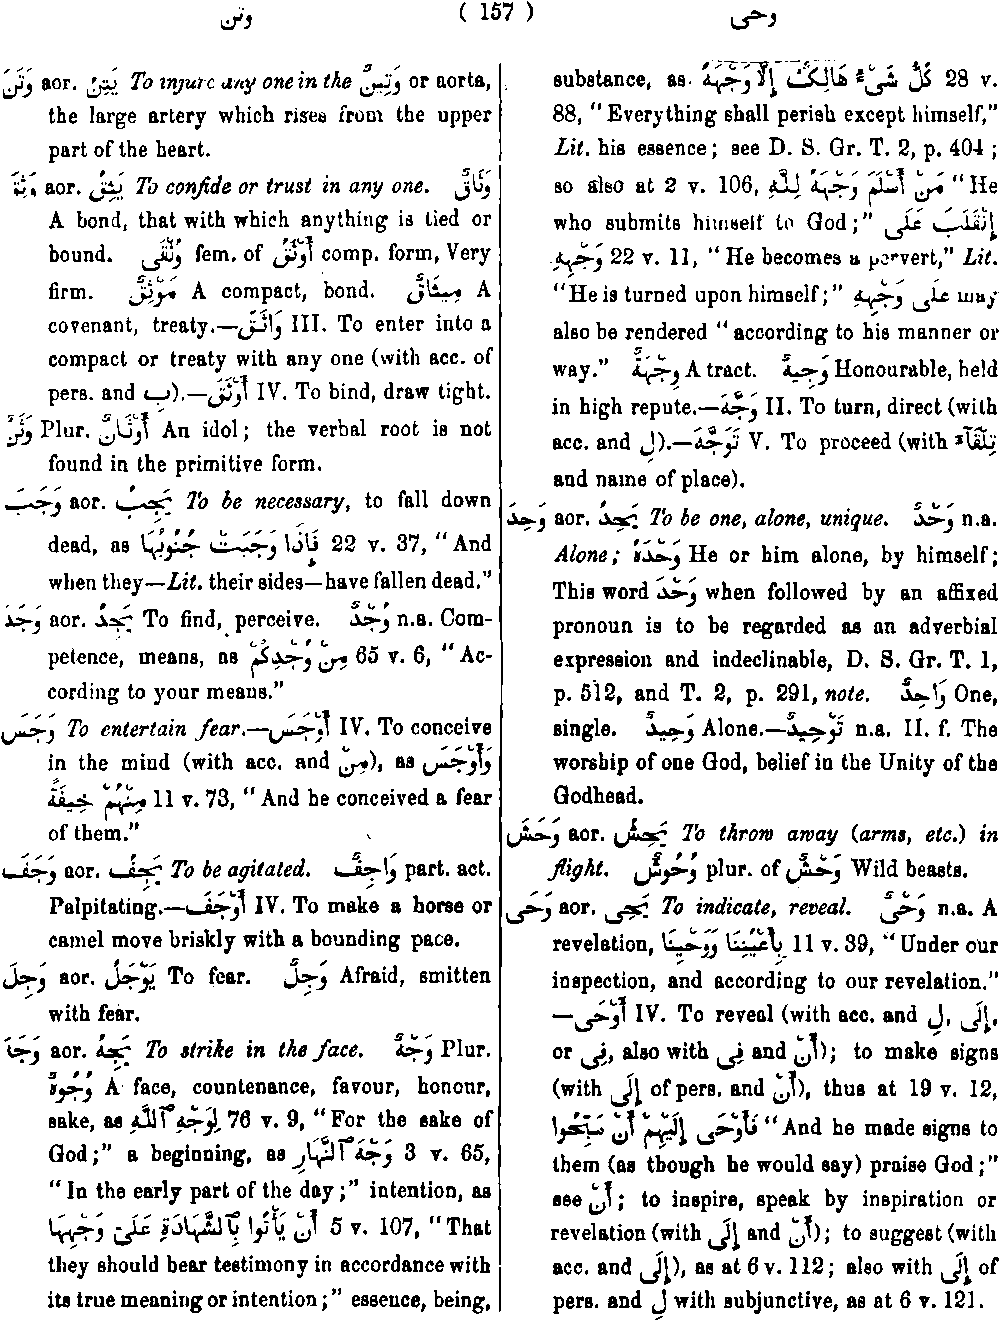 وتن ( 157 ) وحى
وَتَنَ aor. يَتِنُ To injure any one in the وَتِينٌ or aorta,
the large artery which rises from the upper
part of the heart.
وَثِقَ aor. يَثِقُ To confide or trust in any one. وَثَاقٌ
A bond, that with which anything is tied or
bound. وُثْقَى fem. of أَوْثَقُ comp. form, Very
firm. مَوْثِقٌ A compact, bond. مِيثَاقٌ A
covenant, treaty.—وَاثَقَ III. To enter into a
compact or treaty with any one (with acc. of
pers. and ب).—أَوْثَقَ IV. To bind, draw tight.
وَثَنَ Plur. أَوْثَانٌ An idol; the verbal root is not
found in the primitive form.
وَجَبَ aor. يَجِبُ To be necessary, to fall down
dead, as فَإِذَا وَجَبَتْ جُنُوبُهَا 22 v. 37, "And
when they—Lit. their sides—have fallen dead."
وَجَدَ aor. يَجِدُ To find, perceive. وُجْدٌ n.a. Com-
petence, means, as مِنْ وُجْدِكُمْ 65 v. 6, "Ac-
cording to your means."
وَجَسَ To entertain fear.—أَوْجَسَ IV. To conceive
in the mind (with acc. and مِنْ), as وَأَوْجَسَ
مِنْهُمْ خِيفَةً 11 v. 73, "And he conceived a fear
of them."
وَجَفَ aor. يَجِفُ To be agitated. وَاجِفٌ part. act.
Palpitating.—أَوْجَفَ IV. To make a horse or
camel move briskly with a bounding pace.
وَجِلَ aor. يَوْجَلُ To fear. وَجِلٌ Afraid, smitten
with fear.
وَجَهَ aor. يَجِهُ To strike in the face. وَجْهٌ Plur.
وُجُوهٌ A face, countenance, favour, honour,
sake, as لِوَجْهِ ٱللّٰهِ 76 v. 9, "For the sake of
God;" a beginning, as وَجْهَ ٱلنَّهَارِ 3 v. 65,
"In the early part of the day;" intention, as
أَنْ يَأْتُوا بِٱلشَّهَادَةِ عَلَىٰ وَجْهِهَا 5 v. 107, "That
they should bear testimony in accordance with
its true meaning or intention;" essence, being,
substance, as كُلُّ شَىْءٍ هَالِكٌ إِلَّا وَجْهَهُ 28 v.
88, "Everything shall perish except himself,"
Lit. his essence; see D. S. Gr. T. 2, p. 404;
so also at 2 v. 106, مَنْ أَسْلَمَ وَجْهَهُ لِلّٰهِ "He
who submits himself to God;" إِنْقَلَبَ عَلَى
وَجْهِهِ 22 v. 11, "He becomes a pervert," Lit.
"He is turned upon himself;" عَلَى وَجْهِهِ may
also be rendered "according to his manner or
way." وِجْهَةٌ A tract. وَجِيهٌ Honourable, held
in high repute.—وَجَّهَ II. To turn, direct (with
acc. and لِ).—تَوَجَّهَ V. To proceed (with تِلْقَآءَ
and name of place).
وَحِدَ aor. يَحِدُ To be one, alone, unique. وَحْدٌ n.a.
Alone; وَحْدَهُ He or him alone, by himself;
This word وَحْدَ when followed by an affixed
pronoun is to be regarded as an adverbial
expression and indeclinable, D. S. Gr. T. 1,
p. 512, and T. 2, p. 291, note. وَاحِدٌ One,
single. وَحِيدٌ Alone.—تَوْحِيدٌ n.a. II. f. The
worship of one God, belief in the Unity of the
Godhead.
وَحَشَ aor. يَحِشُ To throw away (arms, etc.) in
flight. وُحُوشٌ plur. of وَحْشٌ Wild beasts.
وَحَى aor. يَحِى To indicate, reveal. وَحْىٌ n.a. A
revelation, بِأَعْيُنِنَا وَوَحْيِنَا 11 v. 39, "Under our
inspection, and according to our revelation."
—أَوْحَى IV. To reveal (with acc. and لِ, إِلَى,
or فِى, also with فِى and أَنْ); to make signs
(with إِلَى of pers. and أَنْ), thus at 19 v. 12,
فَأَوْحَى إِلَيْهِمْ أَنْ سَبِّحُوا "And he made signs to
them (as though he would say) praise God;"
see أَنْ; to inspire, speak by inspiration or
revelation (with إِلَى and أَنْ); to suggest (with
acc. and إِلَى), as at 6 v. 112; also with إِلَى of
pers. and لِ with subjunctive, as at 6 v. 121.